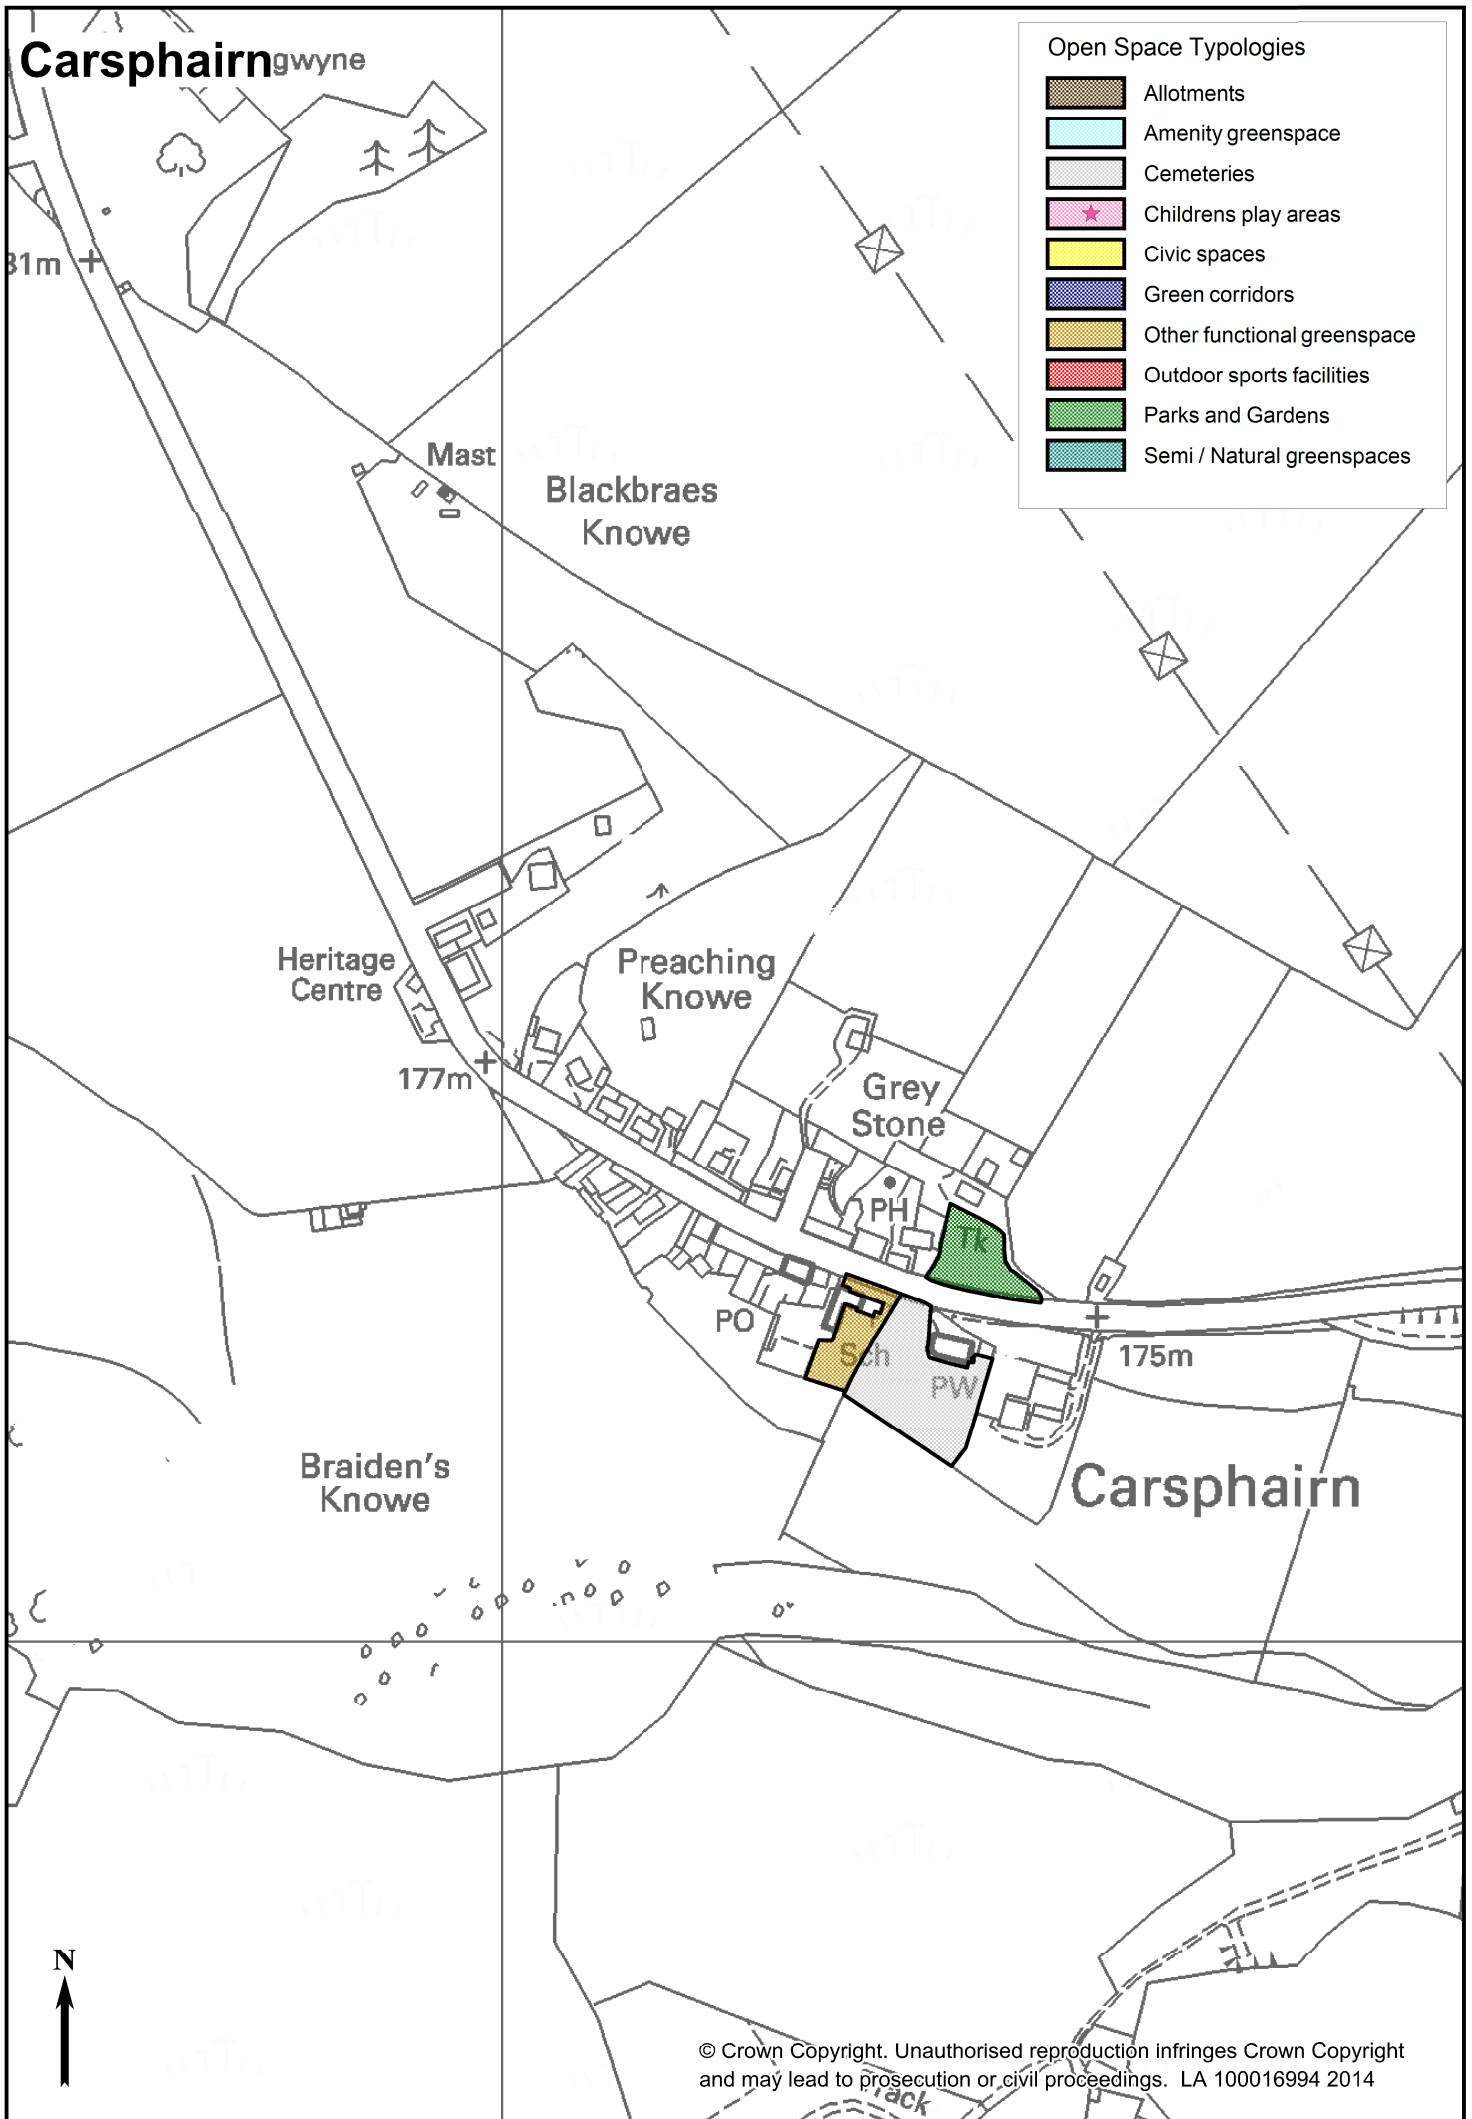 Carsphairn
gwyne
Open Space Typologies
Allotments
Amenity greenspace
Cemeteries
Childrens play areas
Civic spaces
Green corridors
Other functional greenspace
Outdoor sports facilities
Parks and Gardens
Semi / Natural greenspaces
81m
Mast
Blackbraes
Knowe
Heritage
Centre
Preaching
Knowe
177m
Grey
Stone
PH
Tk
PO
Sch
PW
175m
Braiden's
Knowe
Carsphairn
N
© Crown Copyright. Unauthorised reproduction infringes Crown Copyright
and may lead to prosecution or civil proceedings. LA 100016994 2014
Track